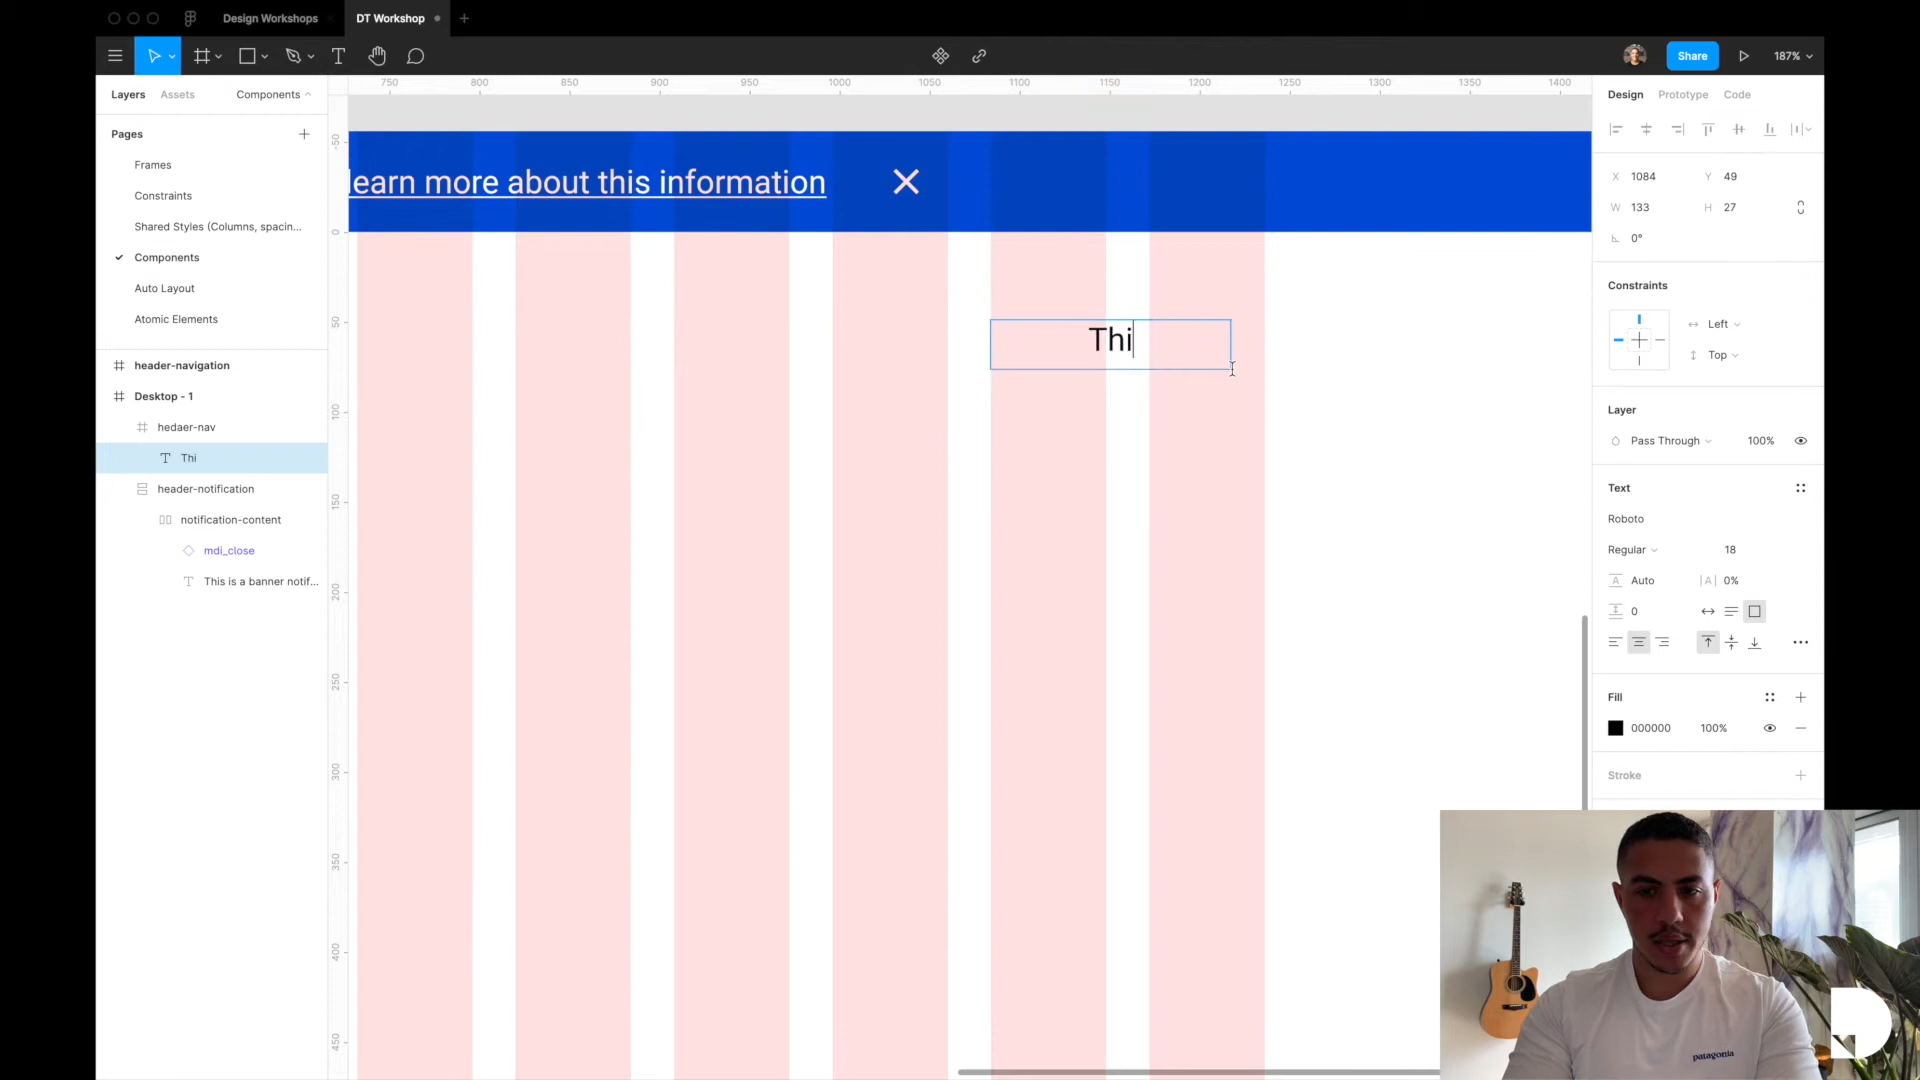 Design Workshops
DT Workshop
Share
187%
Layers
Assets
Components
Pages
Frames
Constraints
Shared Styles (Columns, spacin...
Components
Auto Layout
Atomic Elements
header-navigation
Desktop - 1
hedaer-nav
Thi
header-notification
notification-content
mdi_close
This is a banner notif...
750
800
850
900
950
1000
1050
1100
1150
1200
1250
1300
1350
1400
-50
0
50
100
150
200
250
300
350
400
450
learn more about this information
Thi
Design
Prototype
Code
X 1084
Y 49
W 133
H 27
0°
Constraints
Left
Top
Layer
Pass Through
100%
Text
Roboto
Regular
18
A Auto
|A| 0%
0
Fill
000000
100%
Stroke
patagonia